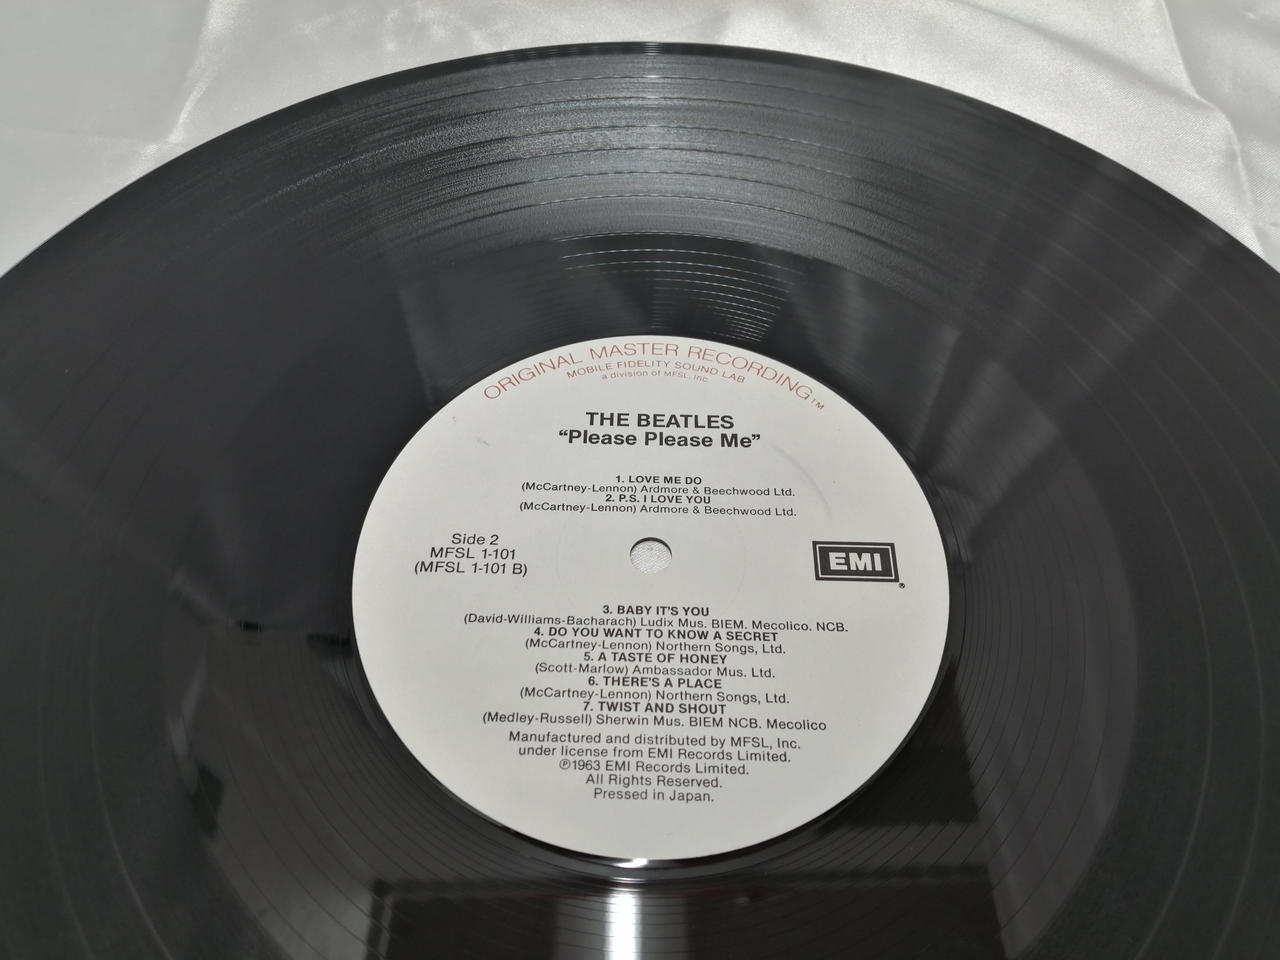 ORIGINAL MASTER RECORDING™
MOBILE FIDELITY SOUND LAB
a division of MFSL, Inc.
THE BEATLES
“Please Please Me”
1. LOVE ME DO
(McCartney-Lennon) Ardmore & Beechwood Ltd.
2. P.S. I LOVE YOU
(McCartney-Lennon) Ardmore & Beechwood Ltd.
Side 2
MFSL 1-101
(MFSL 1-101 B)
EMI®
3. BABY IT'S YOU
(David-Williams-Bacharach) Ludix Mus. BIEM. Mecolico. NCB.
4. DO YOU WANT TO KNOW A SECRET
(McCartney-Lennon) Northern Songs, Ltd.
5. A TASTE OF HONEY
(Scott-Marlow) Ambassador Mus. Ltd.
6. THERE'S A PLACE
(McCartney-Lennon) Northern Songs, Ltd.
7. TWIST AND SHOUT
(Medley-Russell) Sherwin Mus. BIEM NCB. Mecolico
Manufactured and distributed by MFSL, Inc.
under license from EMI Records Limited.
℗1963 EMI Records Limited.
All Rights Reserved.
Pressed in Japan.